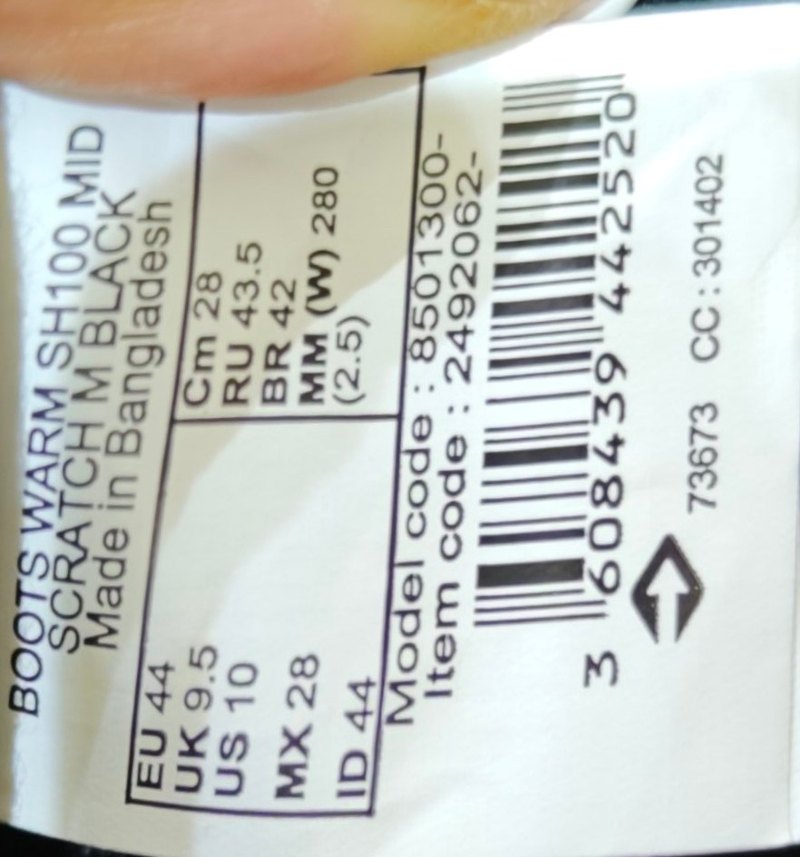 BOOTS WARM SH100 MID
SCRATCH M BLACK
Made in Bangladesh
EU 44
UK 9.5
US 10
MX 28
ID 44
Cm 28
RU 43.5
BR 42
MM (W) 280
(2.5)
Model code : 8501300-
Item code : 2492062-
3 608439 442520
73673 CC : 301402